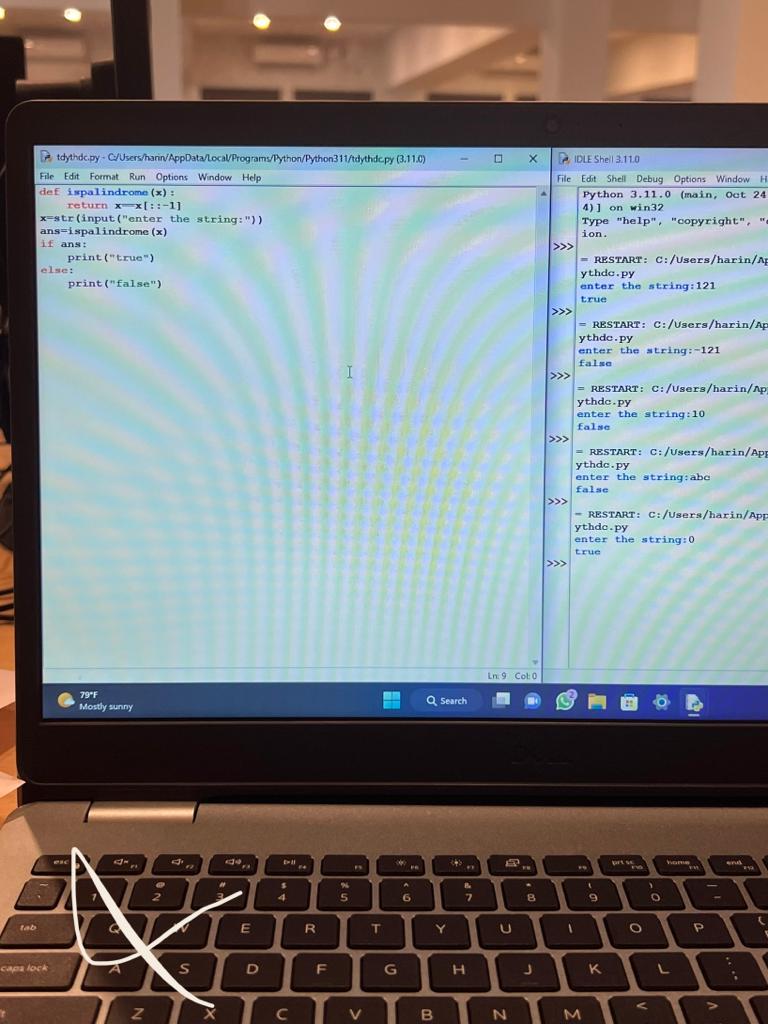 tdythdc.py - C:/Users/harin/AppData/Local/Programs/Python/Python311/tdythdc.py (3.11.0)
File Edit Format Run Options Window Help
def ispalindrome(x):
    return x==x[::-1]
x=str(input("enter the string:"))
ans=ispalindrome(x)
if ans:
    print("true")
else:
    print("false")
Ln: 9 Col: 0
IDLE Shell 3.11.0
File Edit Shell Debug Options Window H
Python 3.11.0 (main, Oct 24
4)] on win32
Type "help", "copyright",
ion.
>>>
= RESTART: C:/Users/harin/Ap
ythdc.py
enter the string:121
true
>>>
= RESTART: C:/Users/harin/Ap
ythdc.py
enter the string:-121
false
>>>
= RESTART: C:/Users/harin/Ap
ythdc.py
enter the string:10
false
>>>
= RESTART: C:/Users/harin/App
ythdc.py
enter the string:abc
false
>>>
= RESTART: C:/Users/harin/App
ythdc.py
enter the string:0
true
>>>
79°F
Mostly sunny
Search
2
esc F1 F2 F3 F4 F5 F6 F7 F8 F9 prt sc F10 home F11 end F12
~ ` 1 @ 2 # 3 $ 4 % 5 ^ 6 & 7 * 8 ( 9 ) 0 _ -
tab Q W E R T Y U I O P
caps lock A S D F G H J K L : ;
Z X C V B N M < >